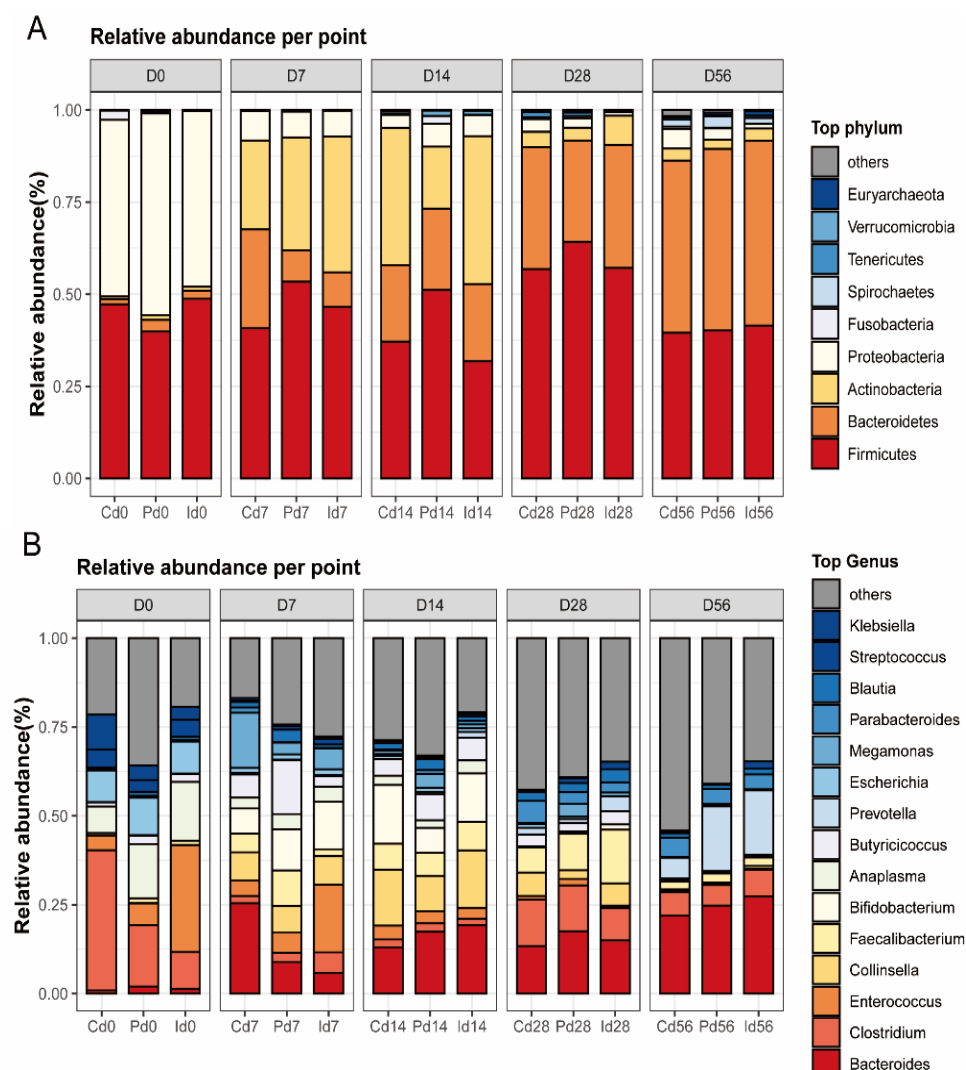 A
Relative abundance per point
D0 D7 D14 D28 D56
Relative abundance(%)
1.00
0.75
0.50
0.25
0.00
Cd0 Pd0 Id0 Cd7 Pd7 Id7 Cd14 Pd14 Id14 Cd28 Pd28 Id28 Cd56 Pd56 Id56
Top phylum
others
Euryarchaeota
Verrucomicrobia
Tenericutes
Spirochaetes
Fusobacteria
Proteobacteria
Actinobacteria
Bacteroidetes
Firmicutes
B
Relative abundance per point
D0 D7 D14 D28 D56
Relative abundance(%)
1.00
0.75
0.50
0.25
0.00
Cd0 Pd0 Id0 Cd7 Pd7 Id7 Cd14 Pd14 Id14 Cd28 Pd28 Id28 Cd56 Pd56 Id56
Top Genus
others
Klebsiella
Streptococcus
Blautia
Parabacteroides
Megamonas
Escherichia
Prevotella
Butyricicoccus
Anaplasma
Bifidobacterium
Faecalibacterium
Collinsella
Enterococcus
Clostridium
Bacteroides